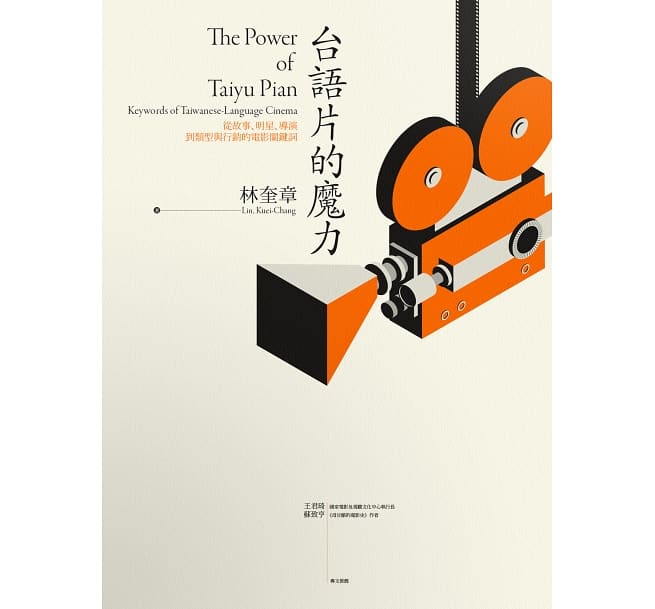 The Power
of
Taiyu Pian
Keywords of Taiwanese-Language Cinema
從故事、明星、導演
到類型與行銷的電影關鍵詞
台語片的魔力
林奎章
著
Lin, Kuei-Chang
王君琦 國家電影及視聽文化中心執行長
蘇致亨 《毋甘願的電影史》作者